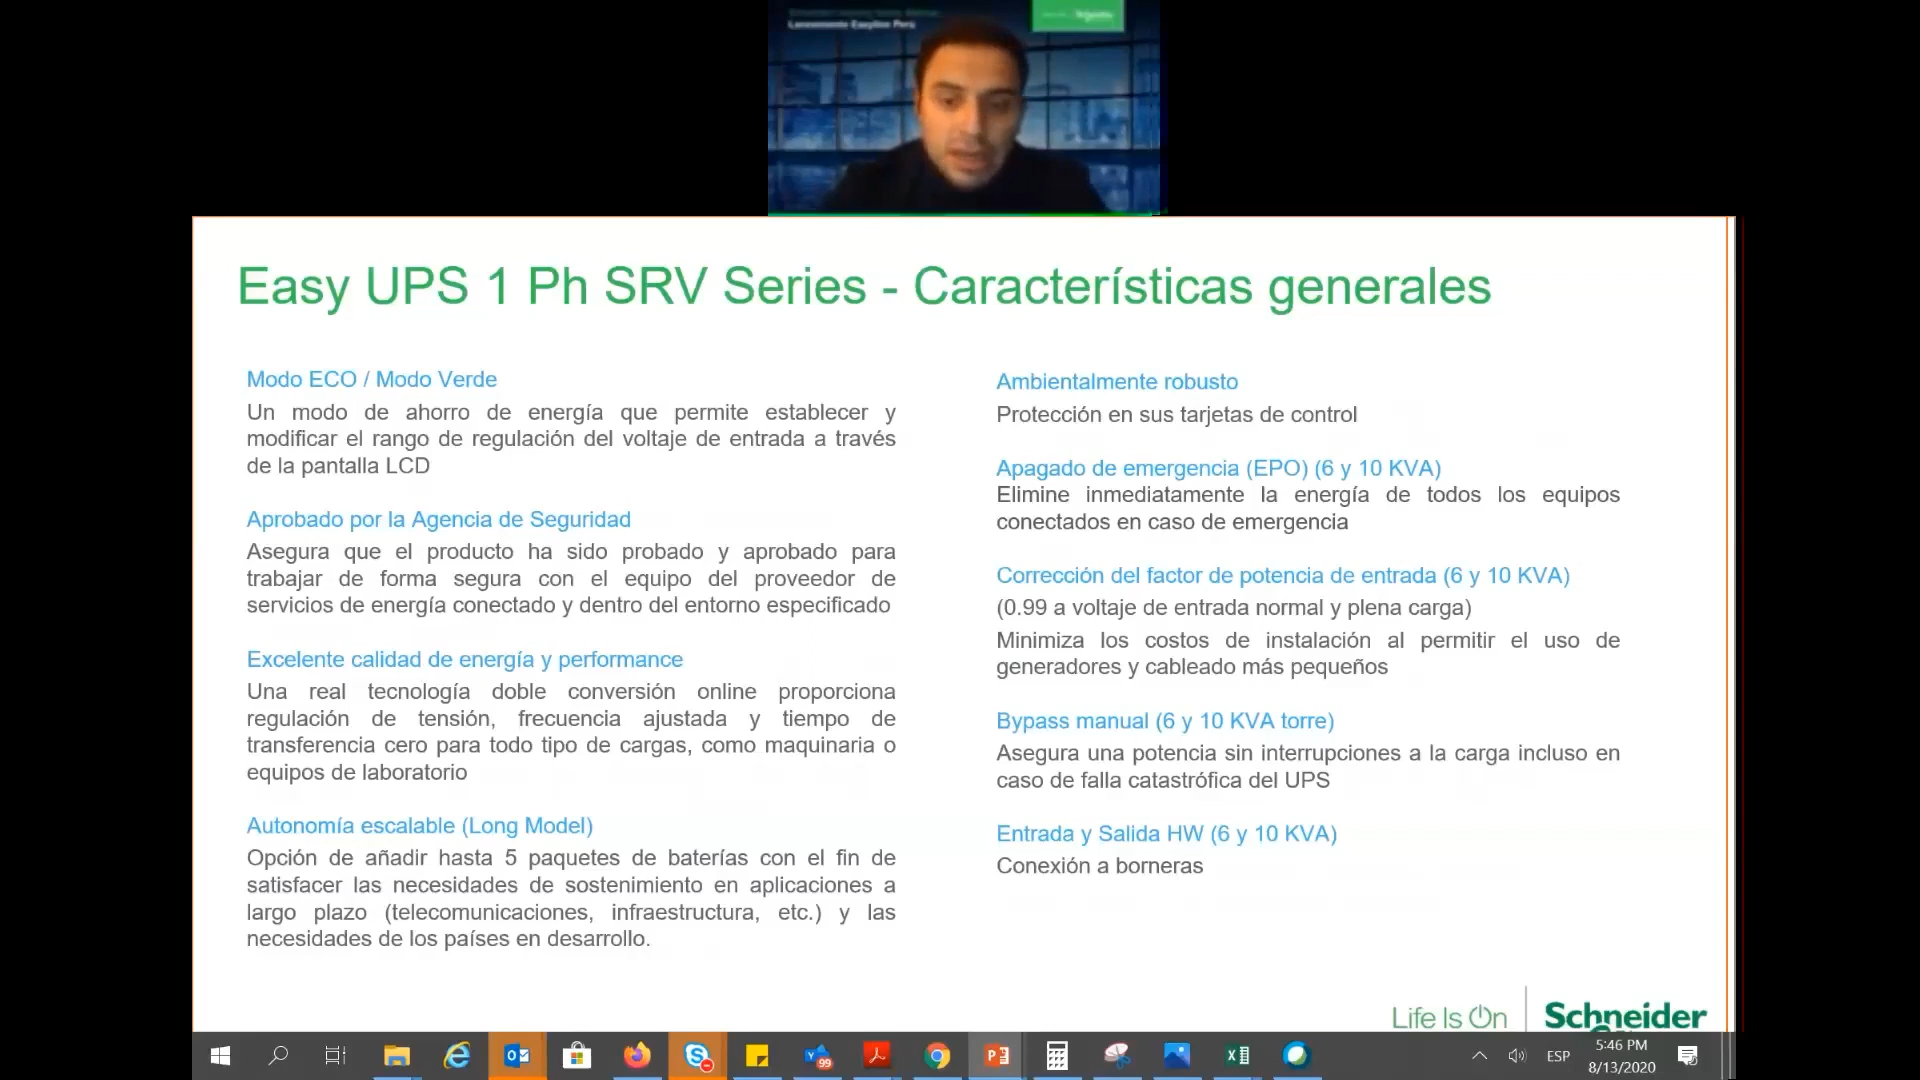 Lanzamiento Easyline Perú
Easy UPS 1 Ph SRV Series - Características generales
Modo ECO / Modo Verde
Un modo de ahorro de energía que permite establecer y
modificar el rango de regulación del voltaje de entrada a través
de la pantalla LCD
Aprobado por la Agencia de Seguridad
Asegura que el producto ha sido probado y aprobado para
trabajar de forma segura con el equipo del proveedor de
servicios de energía conectado y dentro del entorno especificado
Excelente calidad de energía y performance
Una real tecnología doble conversión online proporciona
regulación de tensión, frecuencia ajustada y tiempo de
transferencia cero para todo tipo de cargas, como maquinaria o
equipos de laboratorio
Autonomía escalable (Long Model)
Opción de añadir hasta 5 paquetes de baterías con el fin de
satisfacer las necesidades de sostenimiento en aplicaciones a
largo plazo (telecomunicaciones, infraestructura, etc.) y las
necesidades de los países en desarrollo.
Ambientalmente robusto
Protección en sus tarjetas de control
Apagado de emergencia (EPO) (6 y 10 KVA)
Elimine inmediatamente la energía de todos los equipos
conectados en caso de emergencia
Corrección del factor de potencia de entrada (6 y 10 KVA)
(0.99 a voltaje de entrada normal y plena carga)
Minimiza los costos de instalación al permitir el uso de
generadores y cableado más pequeños
Bypass manual (6 y 10 KVA torre)
Asegura una potencia sin interrupciones a la carga incluso en
caso de falla catastrófica del UPS
Entrada y Salida HW (6 y 10 KVA)
Conexión a borneras
Life Is On
Schneider
99
ESP
5:46 PM
8/13/2020